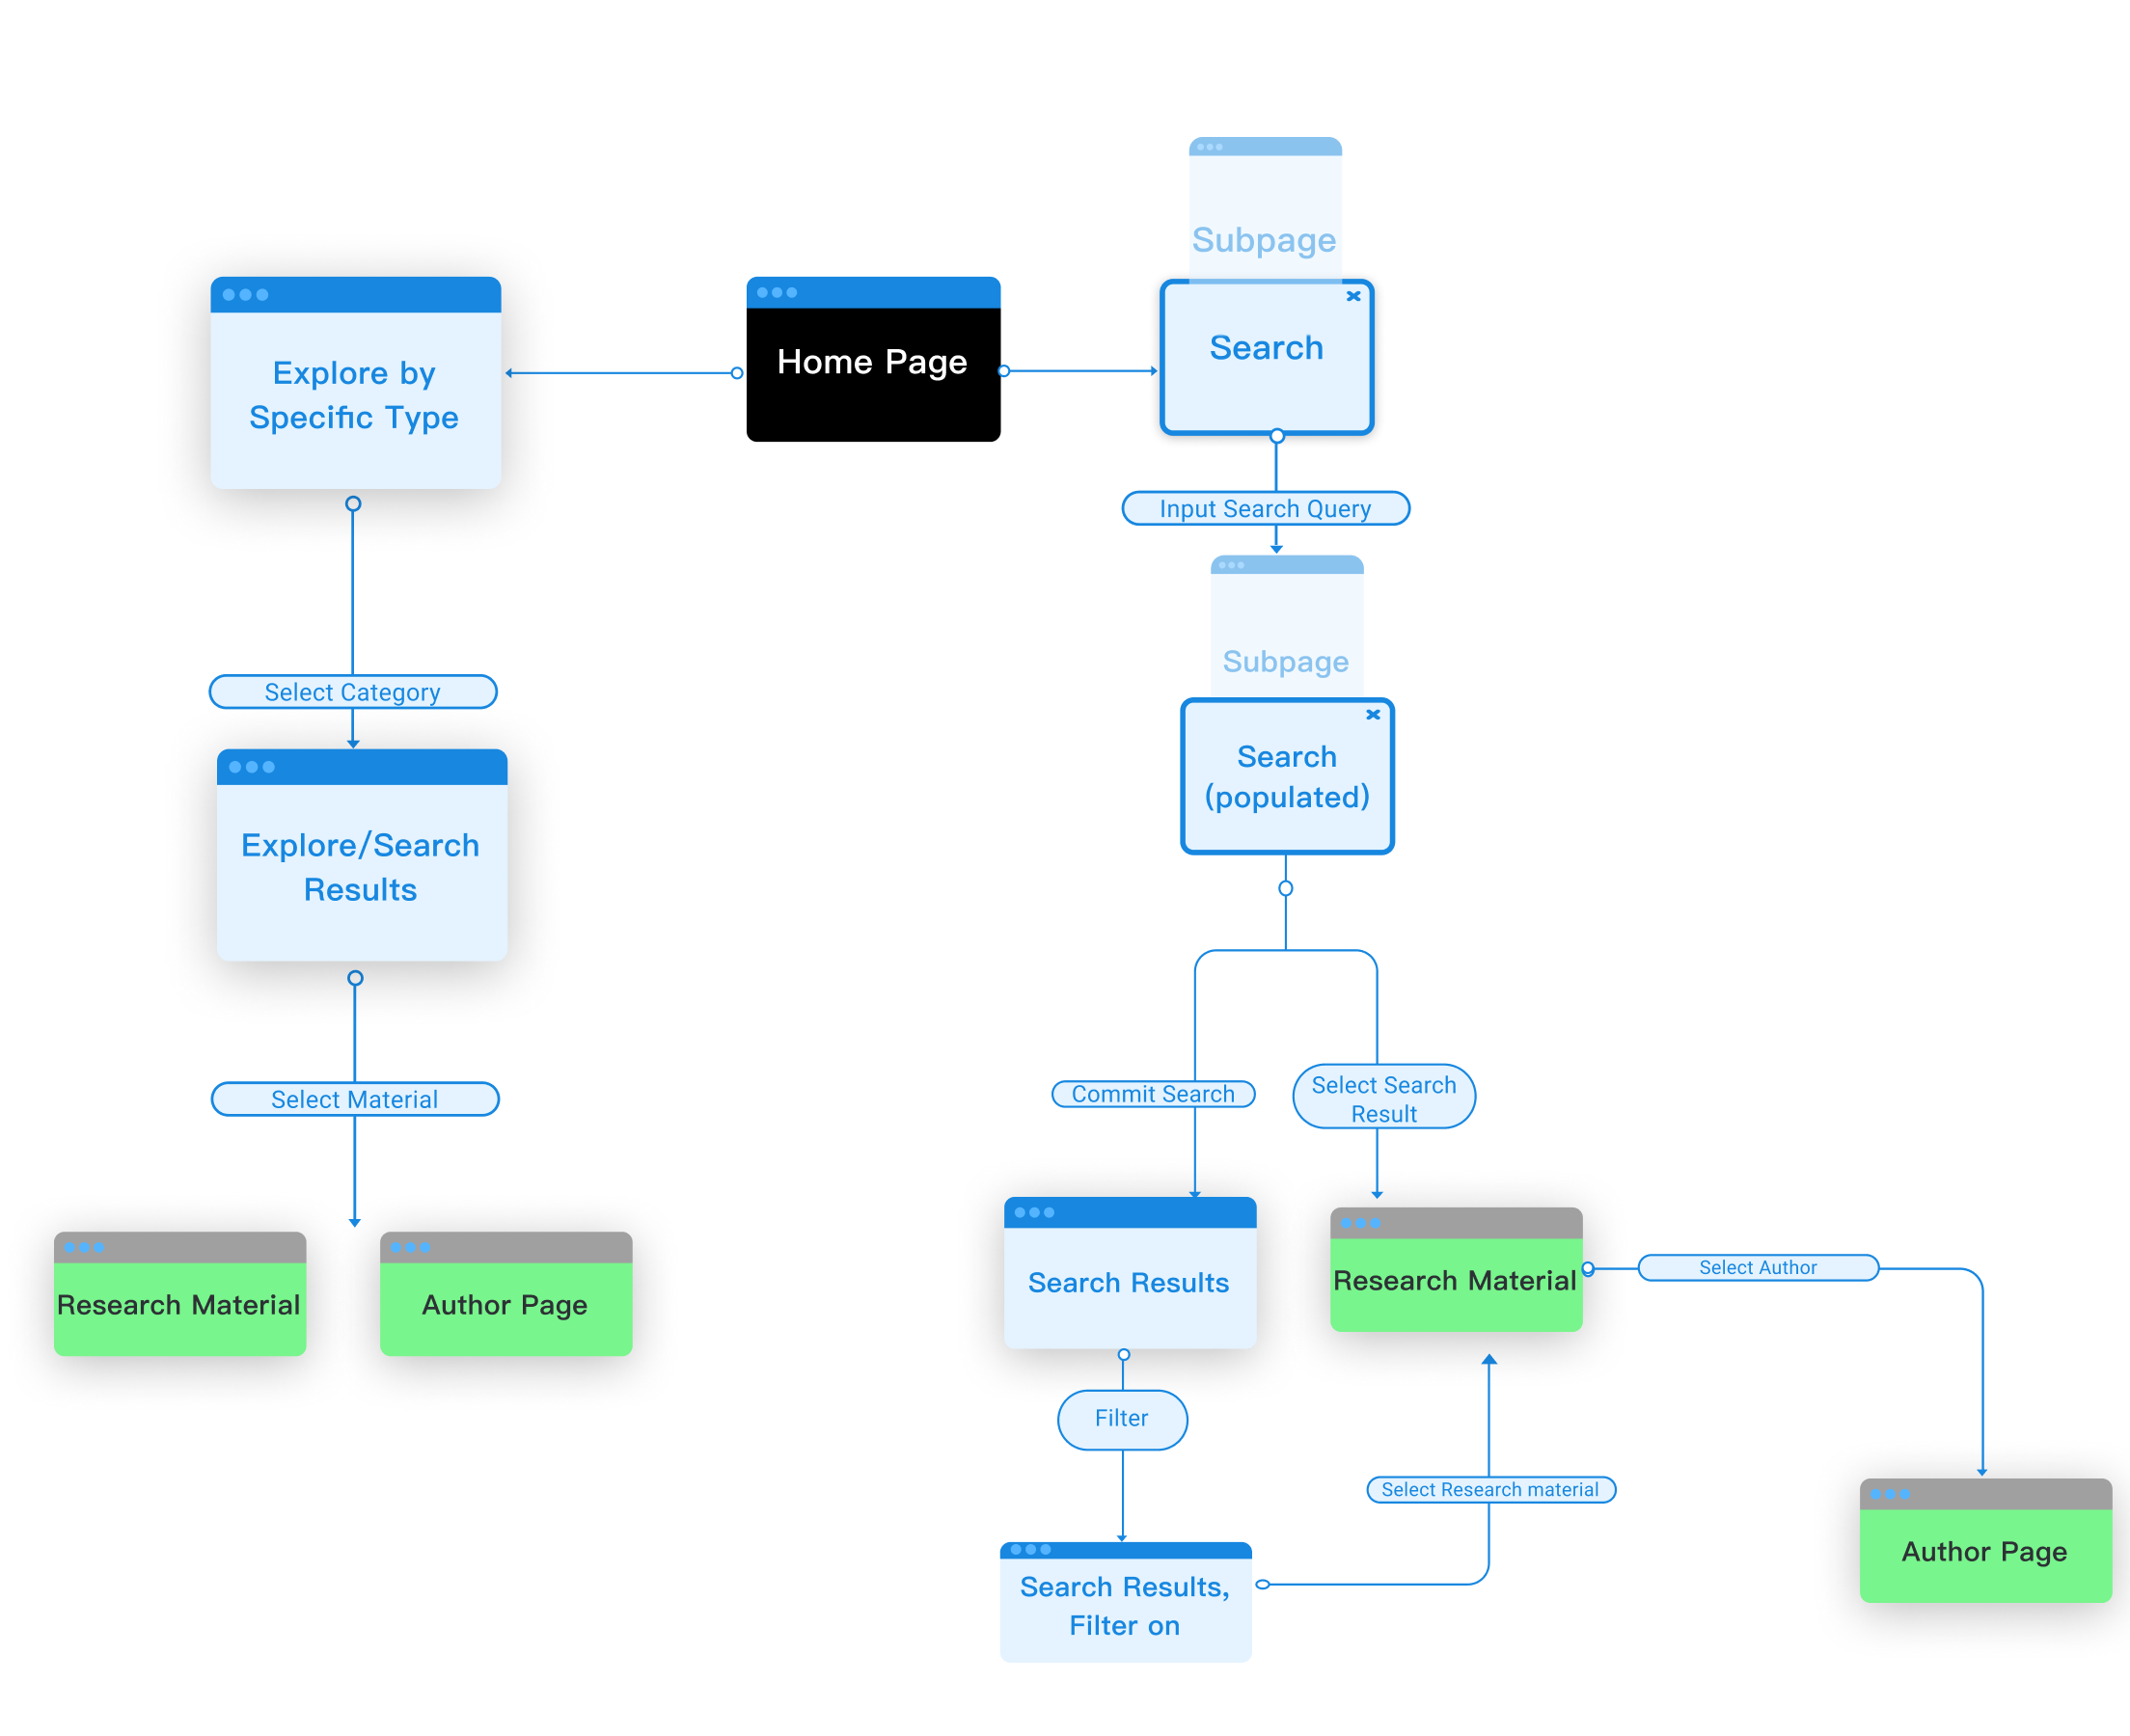 Subpage
Explore by
Specific Type
Home Page
Search
Input Search Query
Subpage
Select Category
Search
(populated)
Explore/Search
Results
Select Material
Commit Search
Select Search
Result
Research Material
Author Page
Search Results
Research Material
Select Author
Filter
Select Research material
Search Results,
Filter on
Author Page